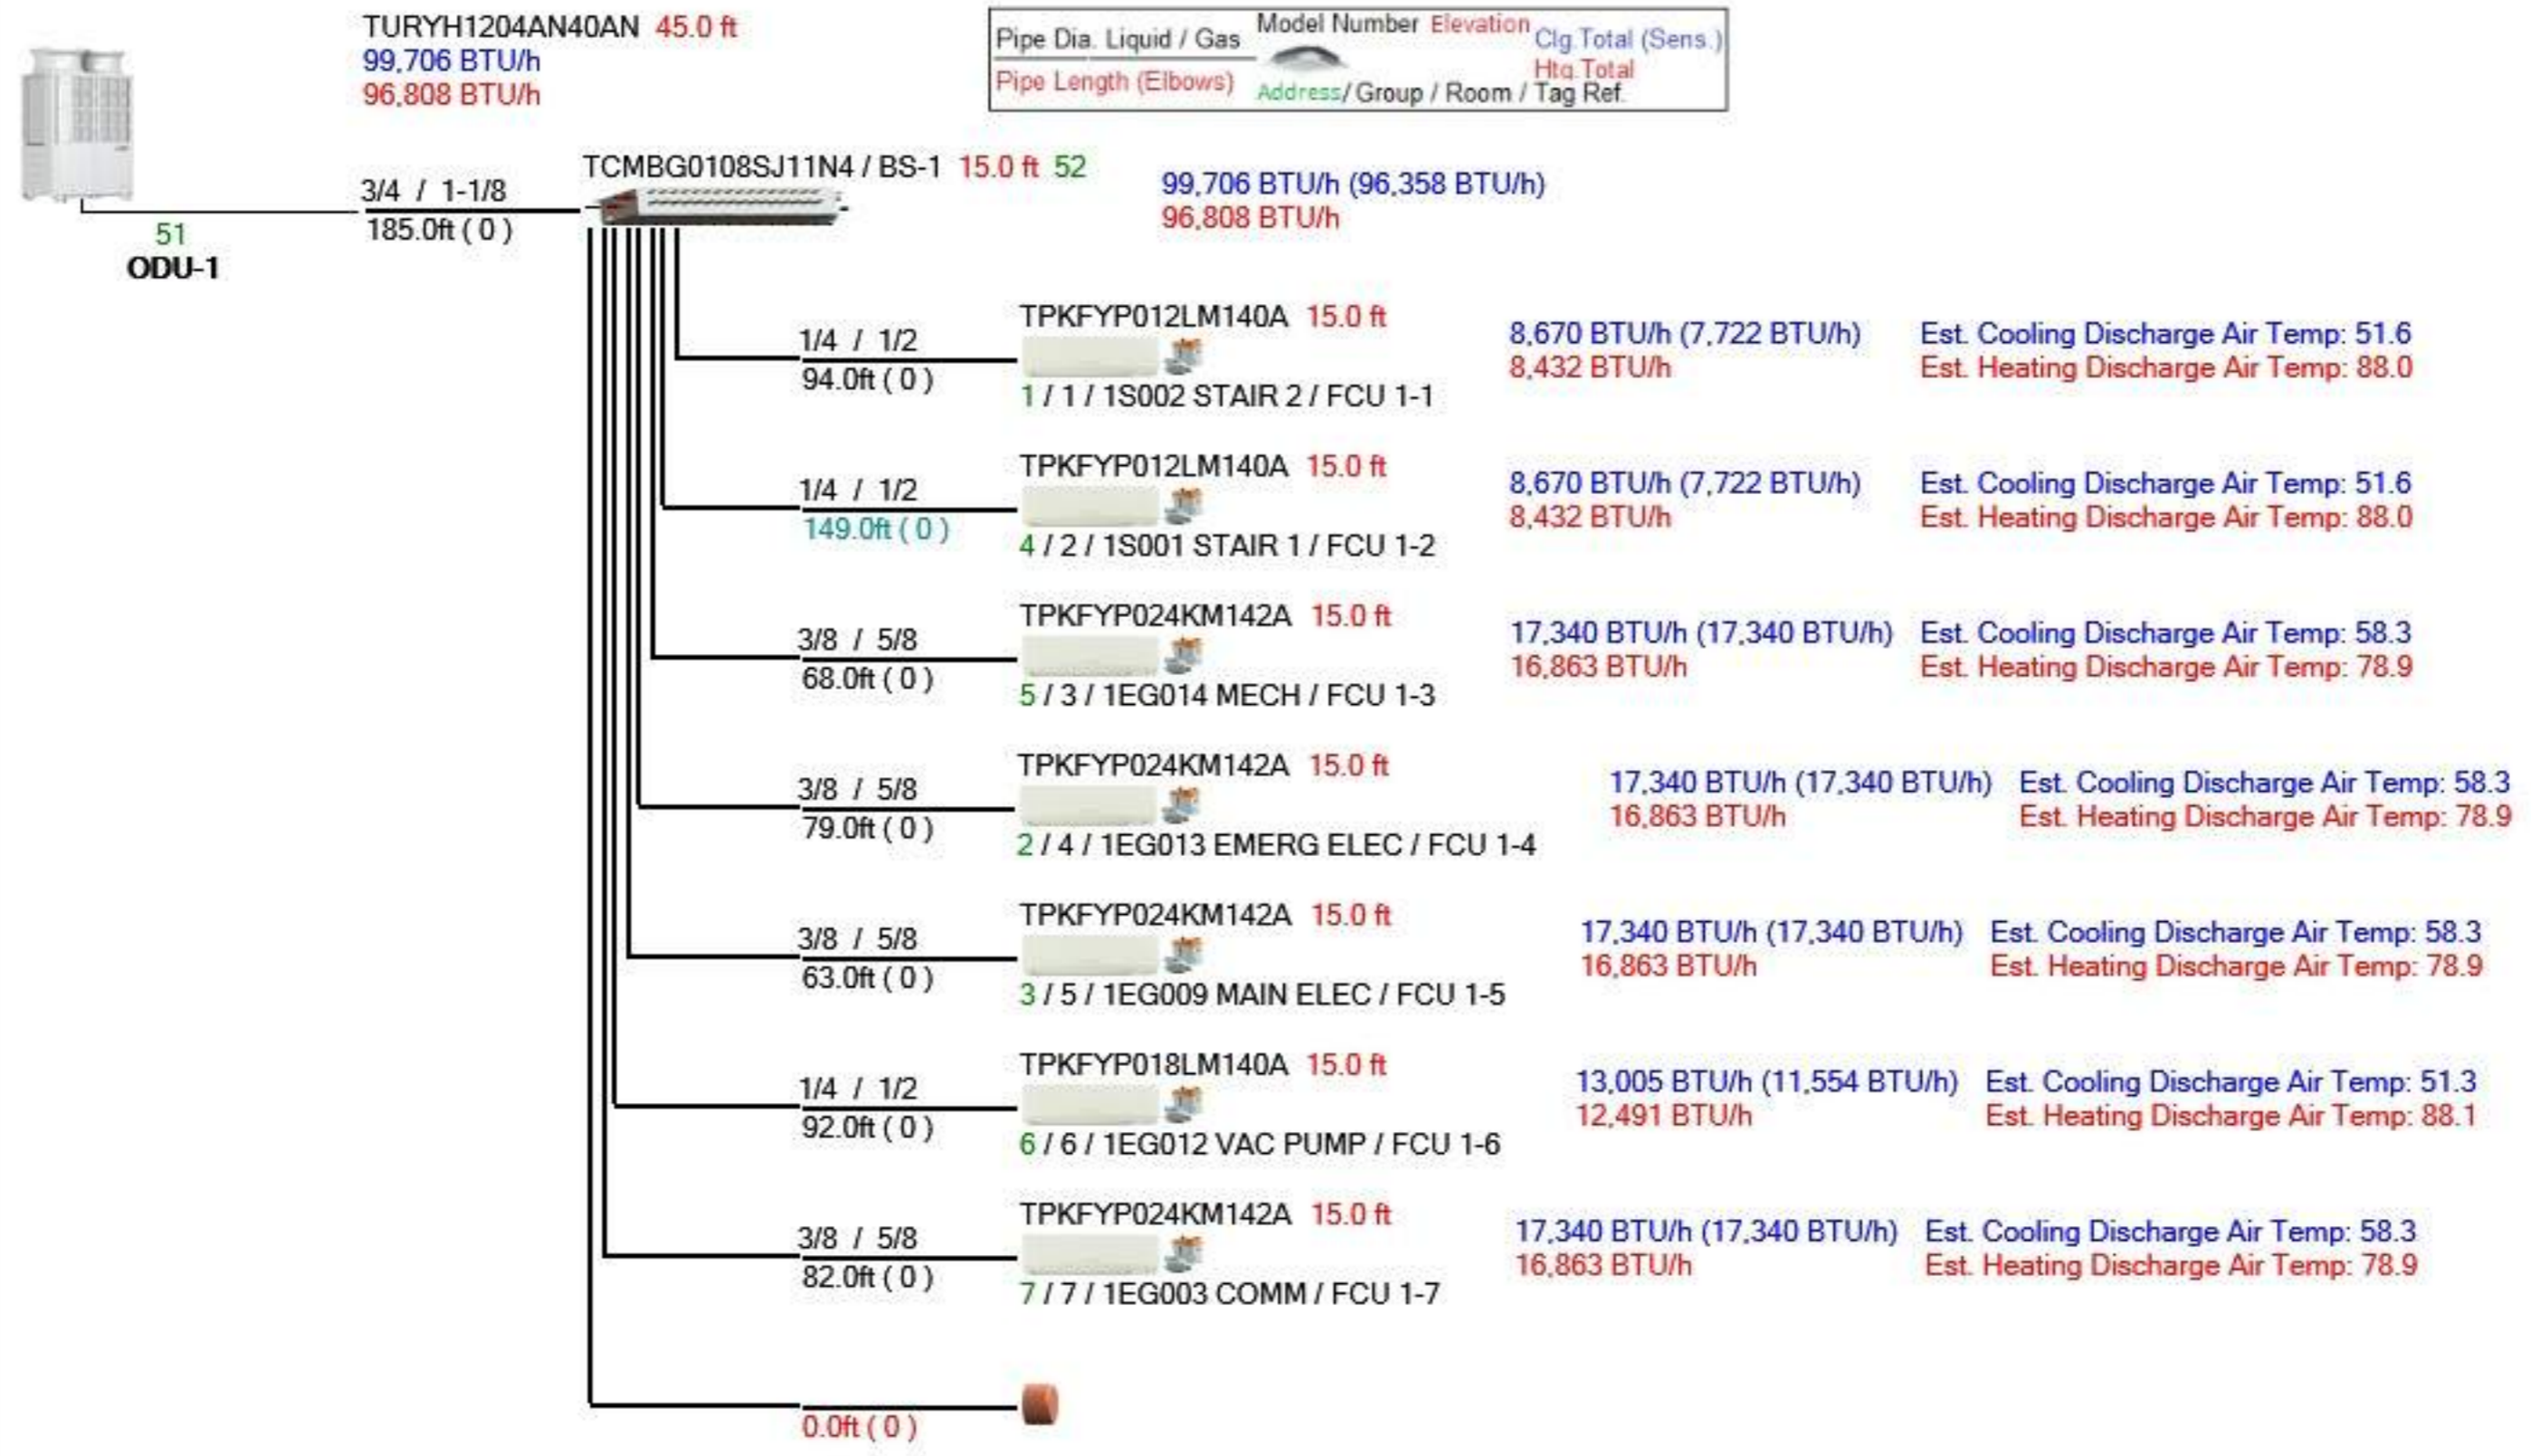 TURYH1204AN40AN 45.0 ft
99,706 BTU/h
96,808 BTU/h
Pipe Dia. Liquid / Gas
Pipe Length (Elbows)
Model Number Elevation
Clg.Total (Sens.)
Htg.Total
Address/ Group / Room / Tag Ref.
3/4 / 1-1/8
185.0ft ( 0 )
51
ODU-1
TCMBG0108SJ11N4 / BS-1 15.0 ft 52
99,706 BTU/h (96,358 BTU/h)
96,808 BTU/h
1/4 / 1/2
94.0ft ( 0 )
TPKFYP012LM140A 15.0 ft
1 / 1 / 1S002 STAIR 2 / FCU 1-1
8,670 BTU/h (7,722 BTU/h) Est. Cooling Discharge Air Temp: 51.6
8,432 BTU/h Est. Heating Discharge Air Temp: 88.0
1/4 / 1/2
149.0ft ( 0 )
TPKFYP012LM140A 15.0 ft
4 / 2 / 1S001 STAIR 1 / FCU 1-2
8,670 BTU/h (7,722 BTU/h) Est. Cooling Discharge Air Temp: 51.6
8,432 BTU/h Est. Heating Discharge Air Temp: 88.0
3/8 / 5/8
68.0ft ( 0 )
TPKFYP024KM142A 15.0 ft
5 / 3 / 1EG014 MECH / FCU 1-3
17,340 BTU/h (17,340 BTU/h) Est. Cooling Discharge Air Temp: 58.3
16,863 BTU/h Est. Heating Discharge Air Temp: 78.9
3/8 / 5/8
79.0ft ( 0 )
TPKFYP024KM142A 15.0 ft
2 / 4 / 1EG013 EMERG ELEC / FCU 1-4
17,340 BTU/h (17,340 BTU/h) Est. Cooling Discharge Air Temp: 58.3
16,863 BTU/h Est. Heating Discharge Air Temp: 78.9
3/8 / 5/8
63.0ft ( 0 )
TPKFYP024KM142A 15.0 ft
3 / 5 / 1EG009 MAIN ELEC / FCU 1-5
17,340 BTU/h (17,340 BTU/h) Est. Cooling Discharge Air Temp: 58.3
16,863 BTU/h Est. Heating Discharge Air Temp: 78.9
1/4 / 1/2
92.0ft ( 0 )
TPKFYP018LM140A 15.0 ft
6 / 6 / 1EG012 VAC PUMP / FCU 1-6
13,005 BTU/h (11,554 BTU/h) Est. Cooling Discharge Air Temp: 51.3
12,491 BTU/h Est. Heating Discharge Air Temp: 88.1
3/8 / 5/8
82.0ft ( 0 )
TPKFYP024KM142A 15.0 ft
7 / 7 / 1EG003 COMM / FCU 1-7
17,340 BTU/h (17,340 BTU/h) Est. Cooling Discharge Air Temp: 58.3
16,863 BTU/h Est. Heating Discharge Air Temp: 78.9
0.0ft ( 0 )